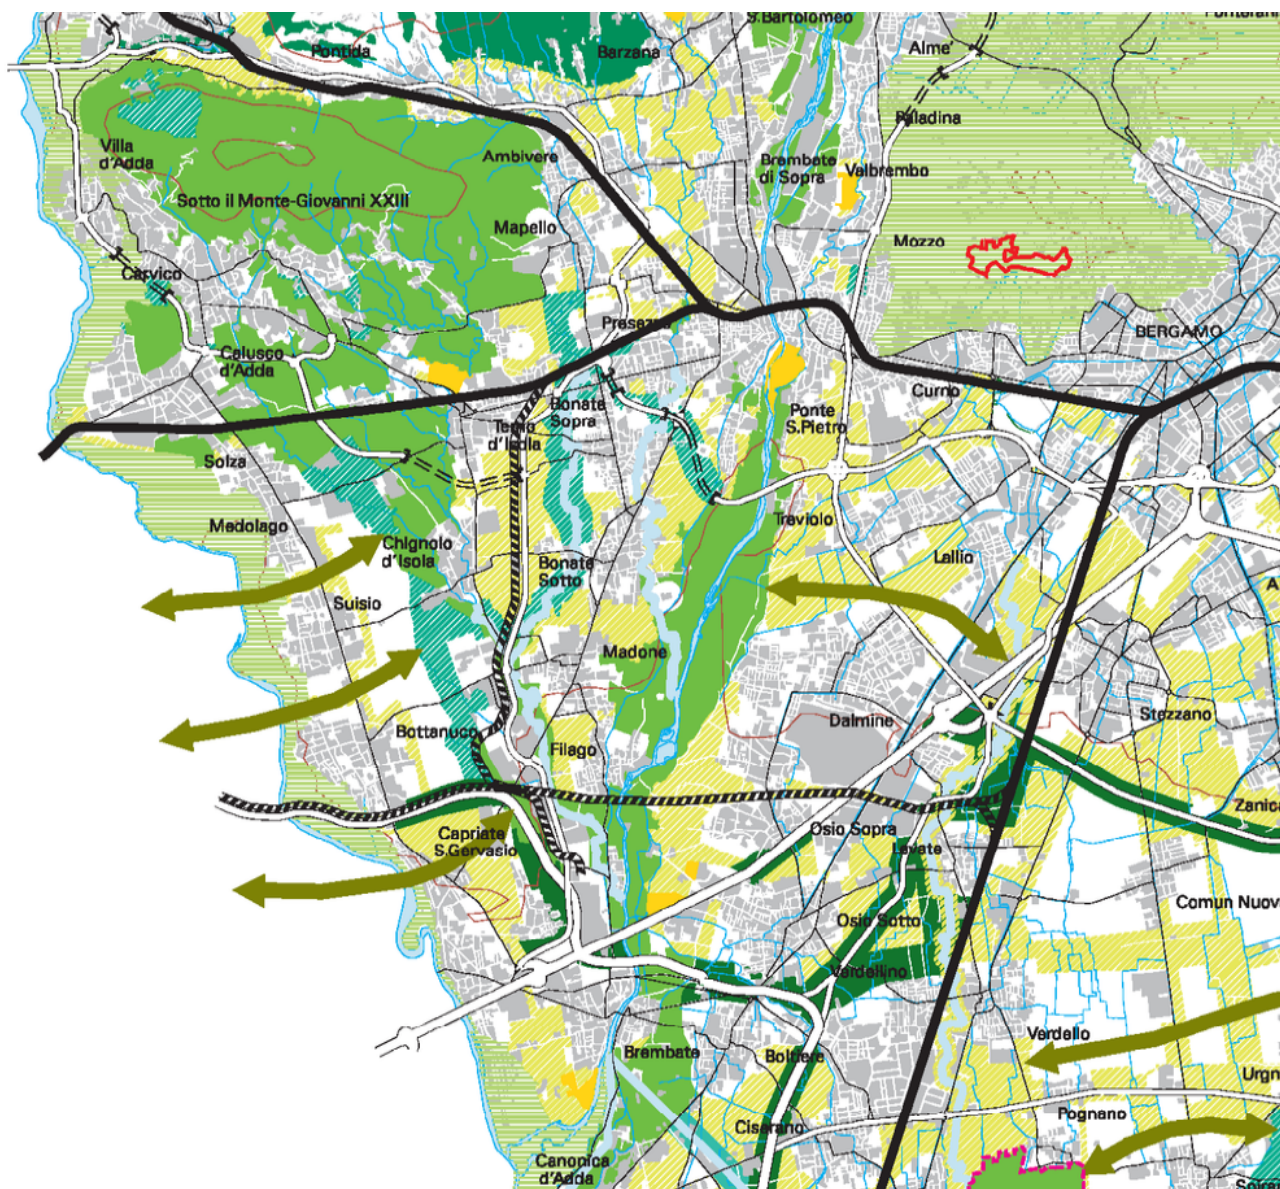 S.Bartolomeo
Pontida
Barzana
Alme'
Paladina
Villa
d'Adda
Ambivere
Brembate
di Sopra
Valbrembo
Sotto il Monte-Giovanni XXIII
Mapello
Mozzo
Carvico
BERGAMO
Calusco
d'Adda
Curno
Bonate
Sopra
Ponte
S.Pietro
Terno
d'Isola
Solza
Medolago
Treviolo
Chignolo
d'Isola
Lallio
Bonate
Sotto
Suisio
Madone
Bottanuco
Dalmine
Stezzano
Filago
Capriate
S.Gervasio
Osio Sopra
Levate
Osio Sotto
Comun Nuov
Verdellino
Verdello
Brembate
Boltiere
Urgn
Pognano
Ciserano
Canonica
d'Adda